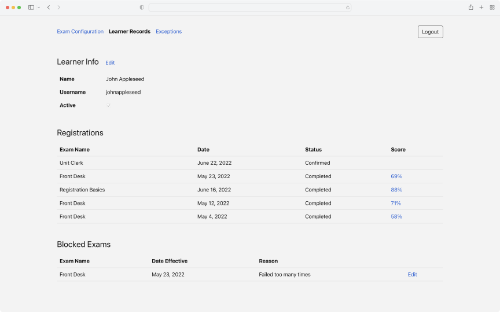 Exam Configuration Learner Records Exceptions Logout
Learner Info Edit
Name John Appleseed
Username johnappleseed
Active
Registrations
Exam Name Date Status Score
Unit Clerk June 22, 2022 Confirmed
Front Desk May 23, 2022 Completed 69%
Registration Basics June 16, 2022 Completed 88%
Front Desk May 12, 2022 Completed 71%
Front Desk May 4, 2022 Completed 53%
Blocked Exams
Exam Name Date Effective Reason
Front Desk May 23, 2022 Failed too many times Edit